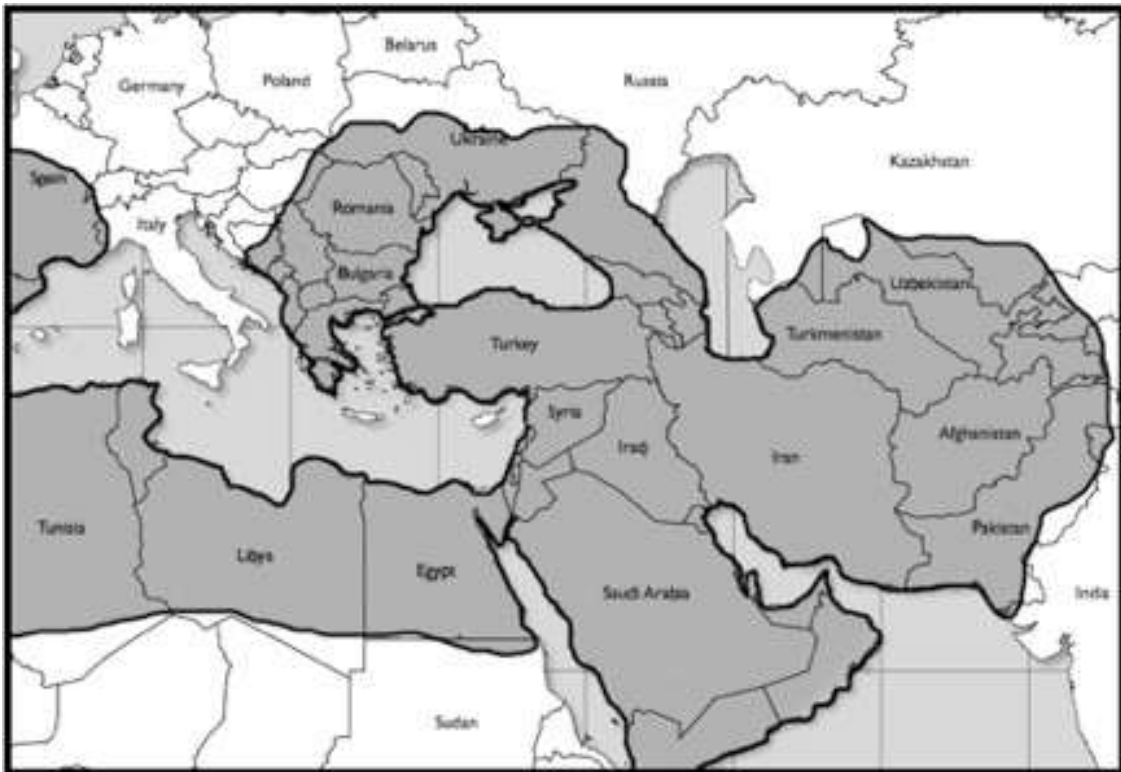 Belarus
Germany
Poland
Russia
Ukraine
Kazakhstan
Spain
Romania
Italy
Bulgaria
Uzbekistan
Turkmenistan
Turkey
Syria
Afghanistan
Iraq
Iran
Tunisia
Pakistan
Libya
Egypt
Saudi Arabia
India
Sudan